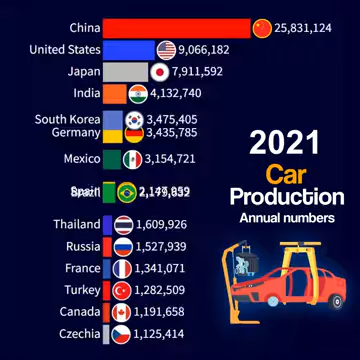 China 25,831,124
United States 9,066,182
Japan 7,911,592
India 4,132,740
South Korea 3,475,405
Germany 3,435,785
Mexico 3,154,721
Thailand 1,609,926
Russia 1,527,939
France 1,341,071
Turkey 1,282,509
Canada 1,191,658
Czechia 1,125,414
2021
Car
Production
Annual numbers